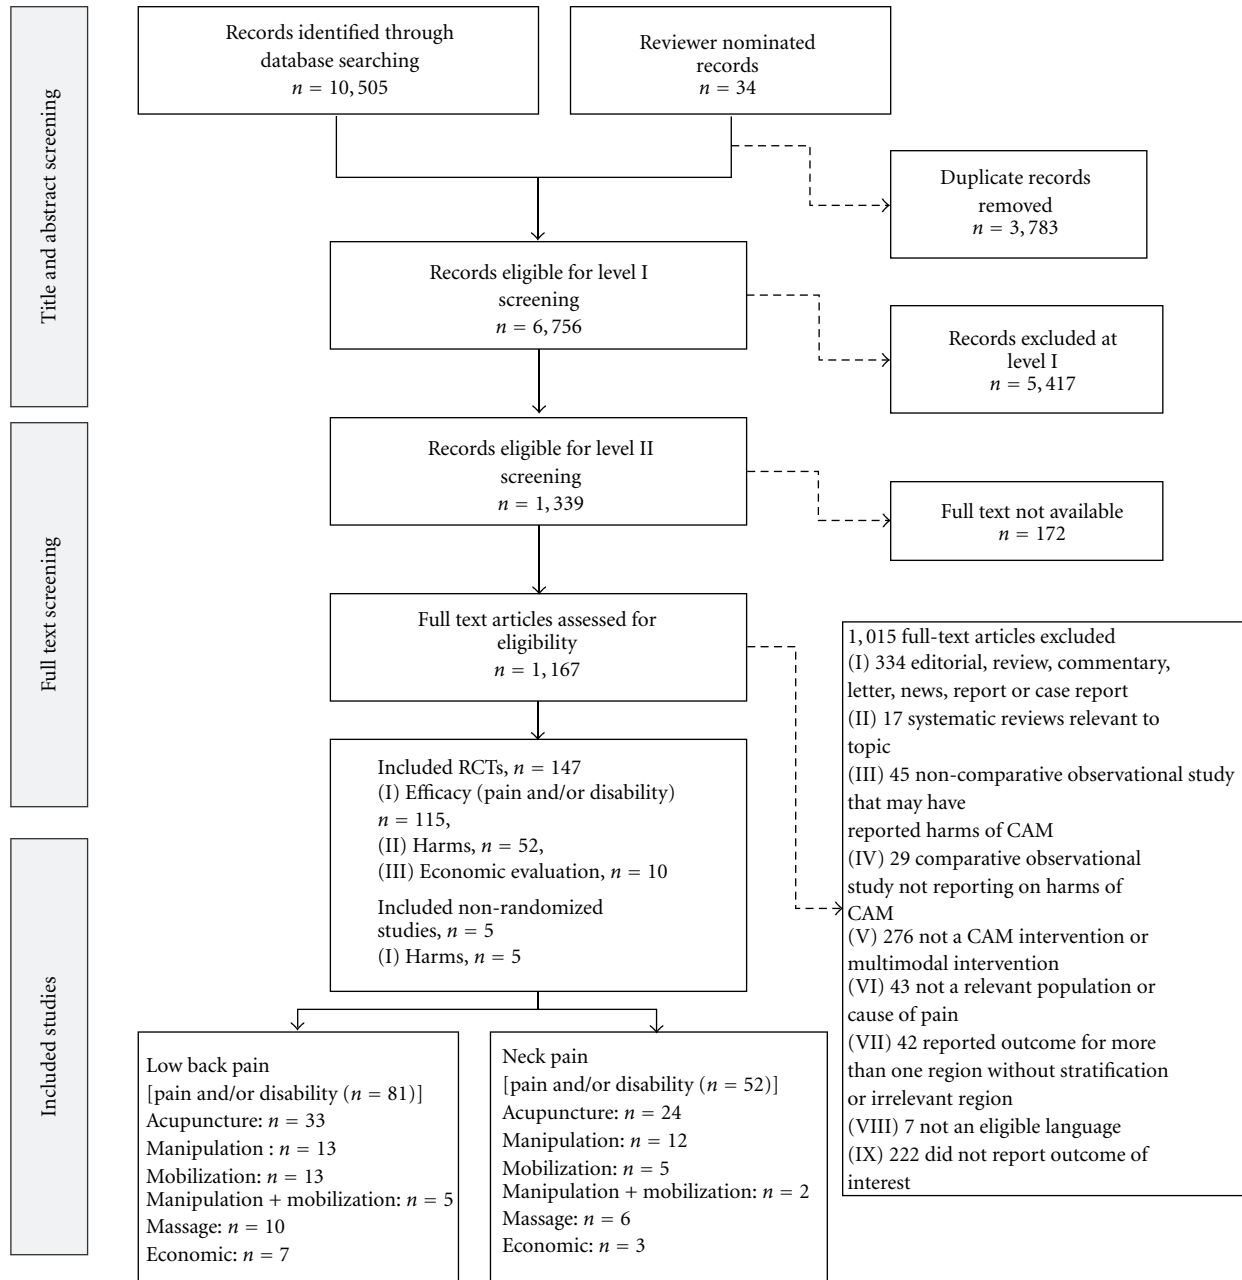 Title and abstract screening
Records identified through
database searching
n = 10,505
Reviewer nominated
records
n = 34
Duplicate records
removed
n = 3,783
Records eligible for level I
screening
n = 6,756
Records excluded at
level I
n = 5,417
Full text screening
Records eligible for level II
screening
n = 1,339
Full text not available
n = 172
Full text articles assessed for
eligibility
n = 1,167
1,015 full-text articles excluded
(I) 334 editorial, review, commentary,
letter, news, report or case report
(II) 17 systematic reviews relevant to
topic
(III) 45 non-comparative observational study
that may have
reported harms of CAM
(IV) 29 comparative observational
study not reporting on harms of
CAM
(V) 276 not a CAM intervention or
multimodal intervention
(VI) 43 not a relevant population or
cause of pain
(VII) 42 reported outcome for more
than one region without stratification
or irrelevant region
(VIII) 7 not an eligible language
(IX) 222 did not report outcome of
interest
Included studies
Included RCTs, n = 147
(I) Efficacy (pain and/or disability)
n = 115,
(II) Harms, n = 52,
(III) Economic evaluation, n = 10
Included non-randomized
studies, n = 5
(I) Harms, n = 5
Low back pain
[pain and/or disability (n = 81)]
Acupuncture: n = 33
Manipulation : n = 13
Mobilization: n = 13
Manipulation + mobilization: n = 5
Massage: n = 10
Economic: n = 7
Neck pain
[pain and/or disability (n = 52)]
Acupuncture: n = 24
Manipulation: n = 12
Mobilization: n = 5
Manipulation + mobilization: n = 2
Massage: n = 6
Economic: n = 3